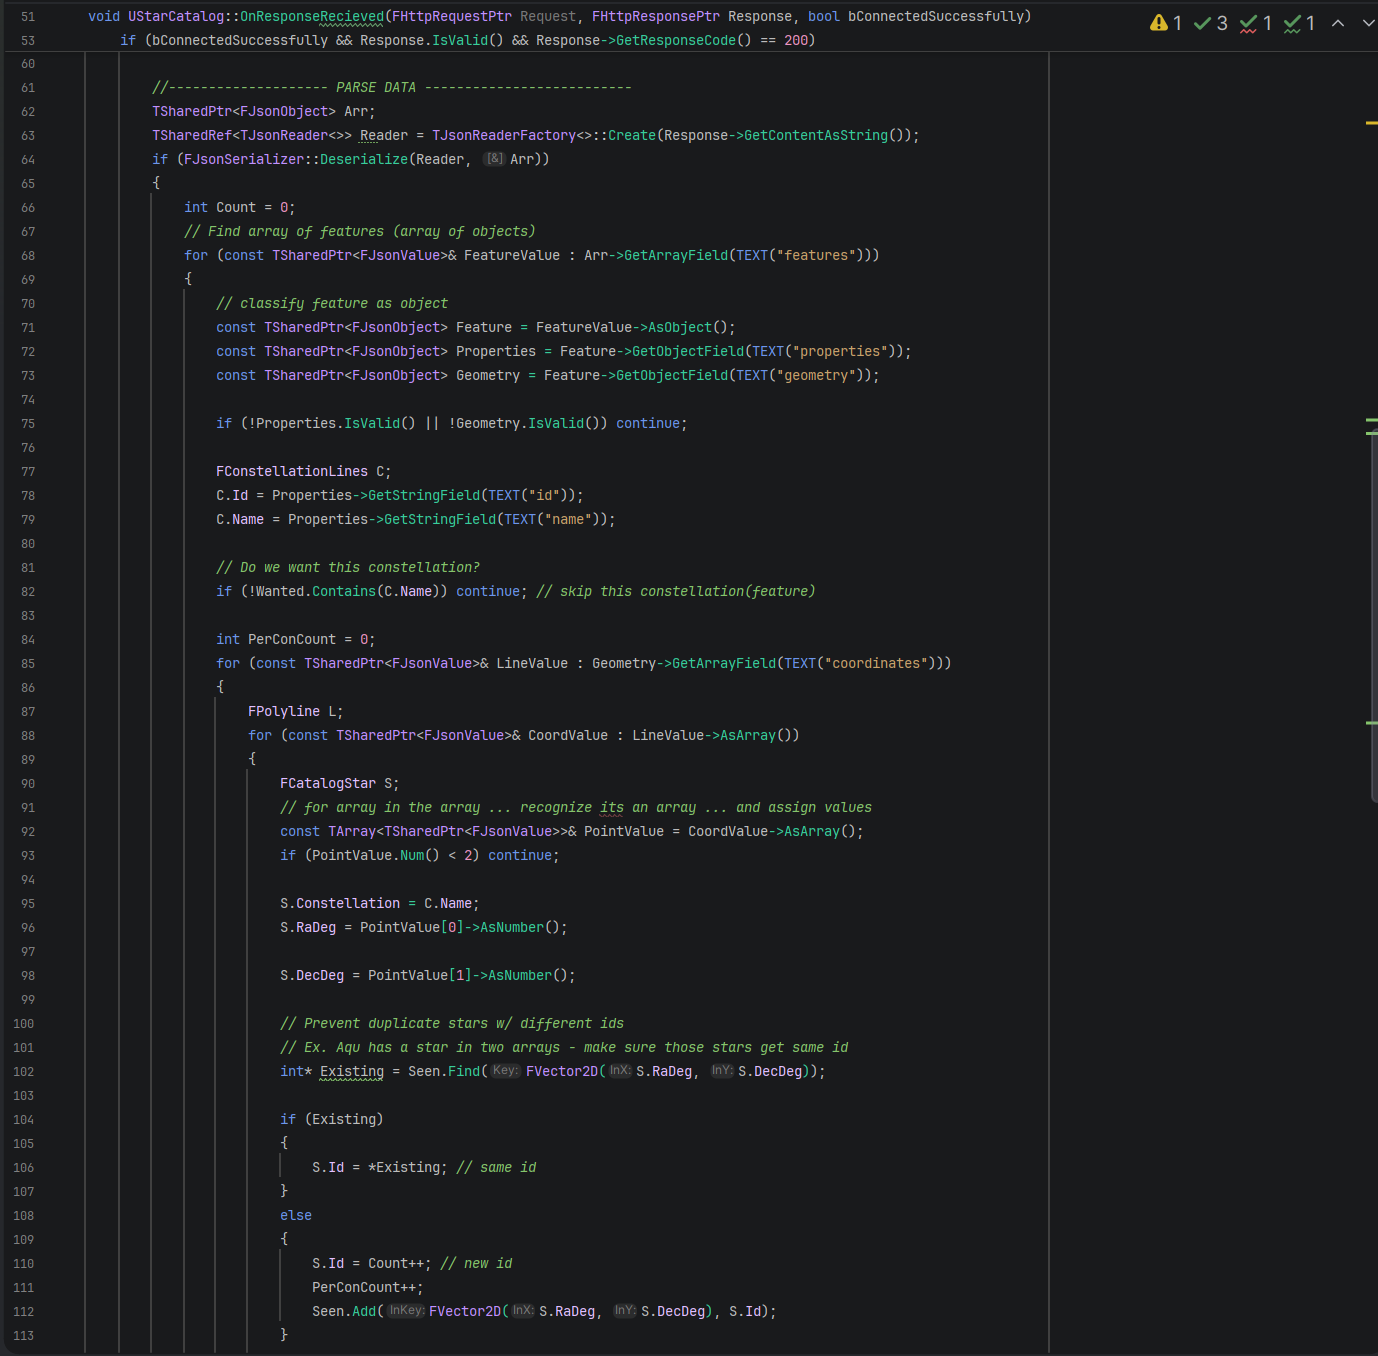 51 void UStarCatalog::OnResponseRecieved(FHttpRequestPtr Request, FHttpResponsePtr Response, bool bConnectedSuccessfully)
1 3 1 1
53 if (bConnectedSuccessfully && Response.IsValid() && Response->GetResponseCode() == 200)
60
61 //-------------------- PARSE DATA --------------------------
62 TSharedPtr<FJsonObject> Arr;
63 TSharedRef<TJsonReader<>> Reader = TJsonReaderFactory<>::Create(Response->GetContentAsString());
64 if (FJsonSerializer::Deserialize(Reader, [&] Arr))
65 {
66 int Count = 0;
67 // Find array of features (array of objects)
68 for (const TSharedPtr<FJsonValue>& FeatureValue : Arr->GetArrayField(TEXT("features")))
69 {
70 // classify feature as object
71 const TSharedPtr<FJsonObject> Feature = FeatureValue->AsObject();
72 const TSharedPtr<FJsonObject> Properties = Feature->GetObjectField(TEXT("properties"));
73 const TSharedPtr<FJsonObject> Geometry = Feature->GetObjectField(TEXT("geometry"));
74
75 if (!Properties.IsValid() || !Geometry.IsValid()) continue;
76
77 FConstellationLines C;
78 C.Id = Properties->GetStringField(TEXT("id"));
79 C.Name = Properties->GetStringField(TEXT("name"));
80
81 // Do we want this constellation?
82 if (!Wanted.Contains(C.Name)) continue; // skip this constellation(feature)
83
84 int PerConCount = 0;
85 for (const TSharedPtr<FJsonValue>& LineValue : Geometry->GetArrayField(TEXT("coordinates")))
86 {
87 FPolyline L;
88 for (const TSharedPtr<FJsonValue>& CoordValue : LineValue->AsArray())
89 {
90 FCatalogStar S;
91 // for array in the array ... recognize its an array ... and assign values
92 const TArray<TSharedPtr<FJsonValue>>& PointValue = CoordValue->AsArray();
93 if (PointValue.Num() < 2) continue;
94
95 S.Constellation = C.Name;
96 S.RaDeg = PointValue[0]->AsNumber();
97
98 S.DecDeg = PointValue[1]->AsNumber();
99
100 // Prevent duplicate stars w/ different ids
101 // Ex. Aqu has a star in two arrays - make sure those stars get same id
102 int* Existing = Seen.Find(Key: FVector2D(InX: S.RaDeg, InY: S.DecDeg));
103
104 if (Existing)
105 {
106 S.Id = *Existing; // same id
107 }
108 else
109 {
110 S.Id = Count++; // new id
111 PerConCount++;
112 Seen.Add(InKey: FVector2D(InX: S.RaDeg, InY: S.DecDeg), S.Id);
113 }